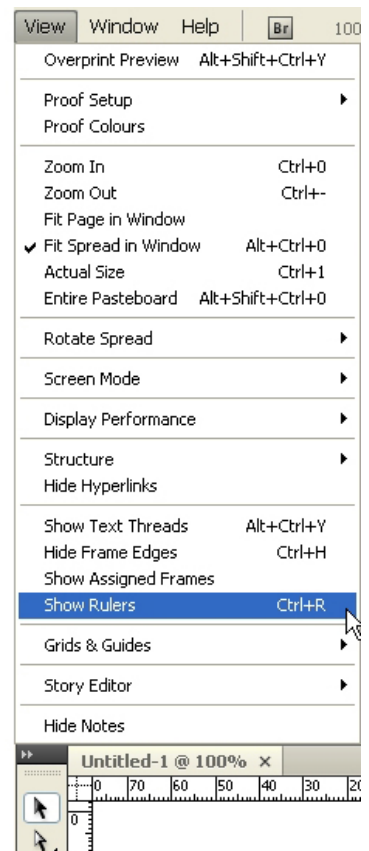 View Window Help Br 100
Overprint Preview Alt+Shift+Ctrl+Y
Proof Setup
Proof Colours
Zoom In Ctrl+0
Zoom Out Ctrl+-
Fit Page in Window
Fit Spread in Window Alt+Ctrl+0
Actual Size Ctrl+1
Entire Pasteboard Alt+Shift+Ctrl+0
Rotate Spread
Screen Mode
Display Performance
Structure
Hide Hyperlinks
Show Text Threads Alt+Ctrl+Y
Hide Frame Edges Ctrl+H
Show Assigned Frames
Show Rulers Ctrl+R
Grids & Guides
Story Editor
Hide Notes
Untitled-1 @ 100% ×
0 70 60 50 40 30 20
0